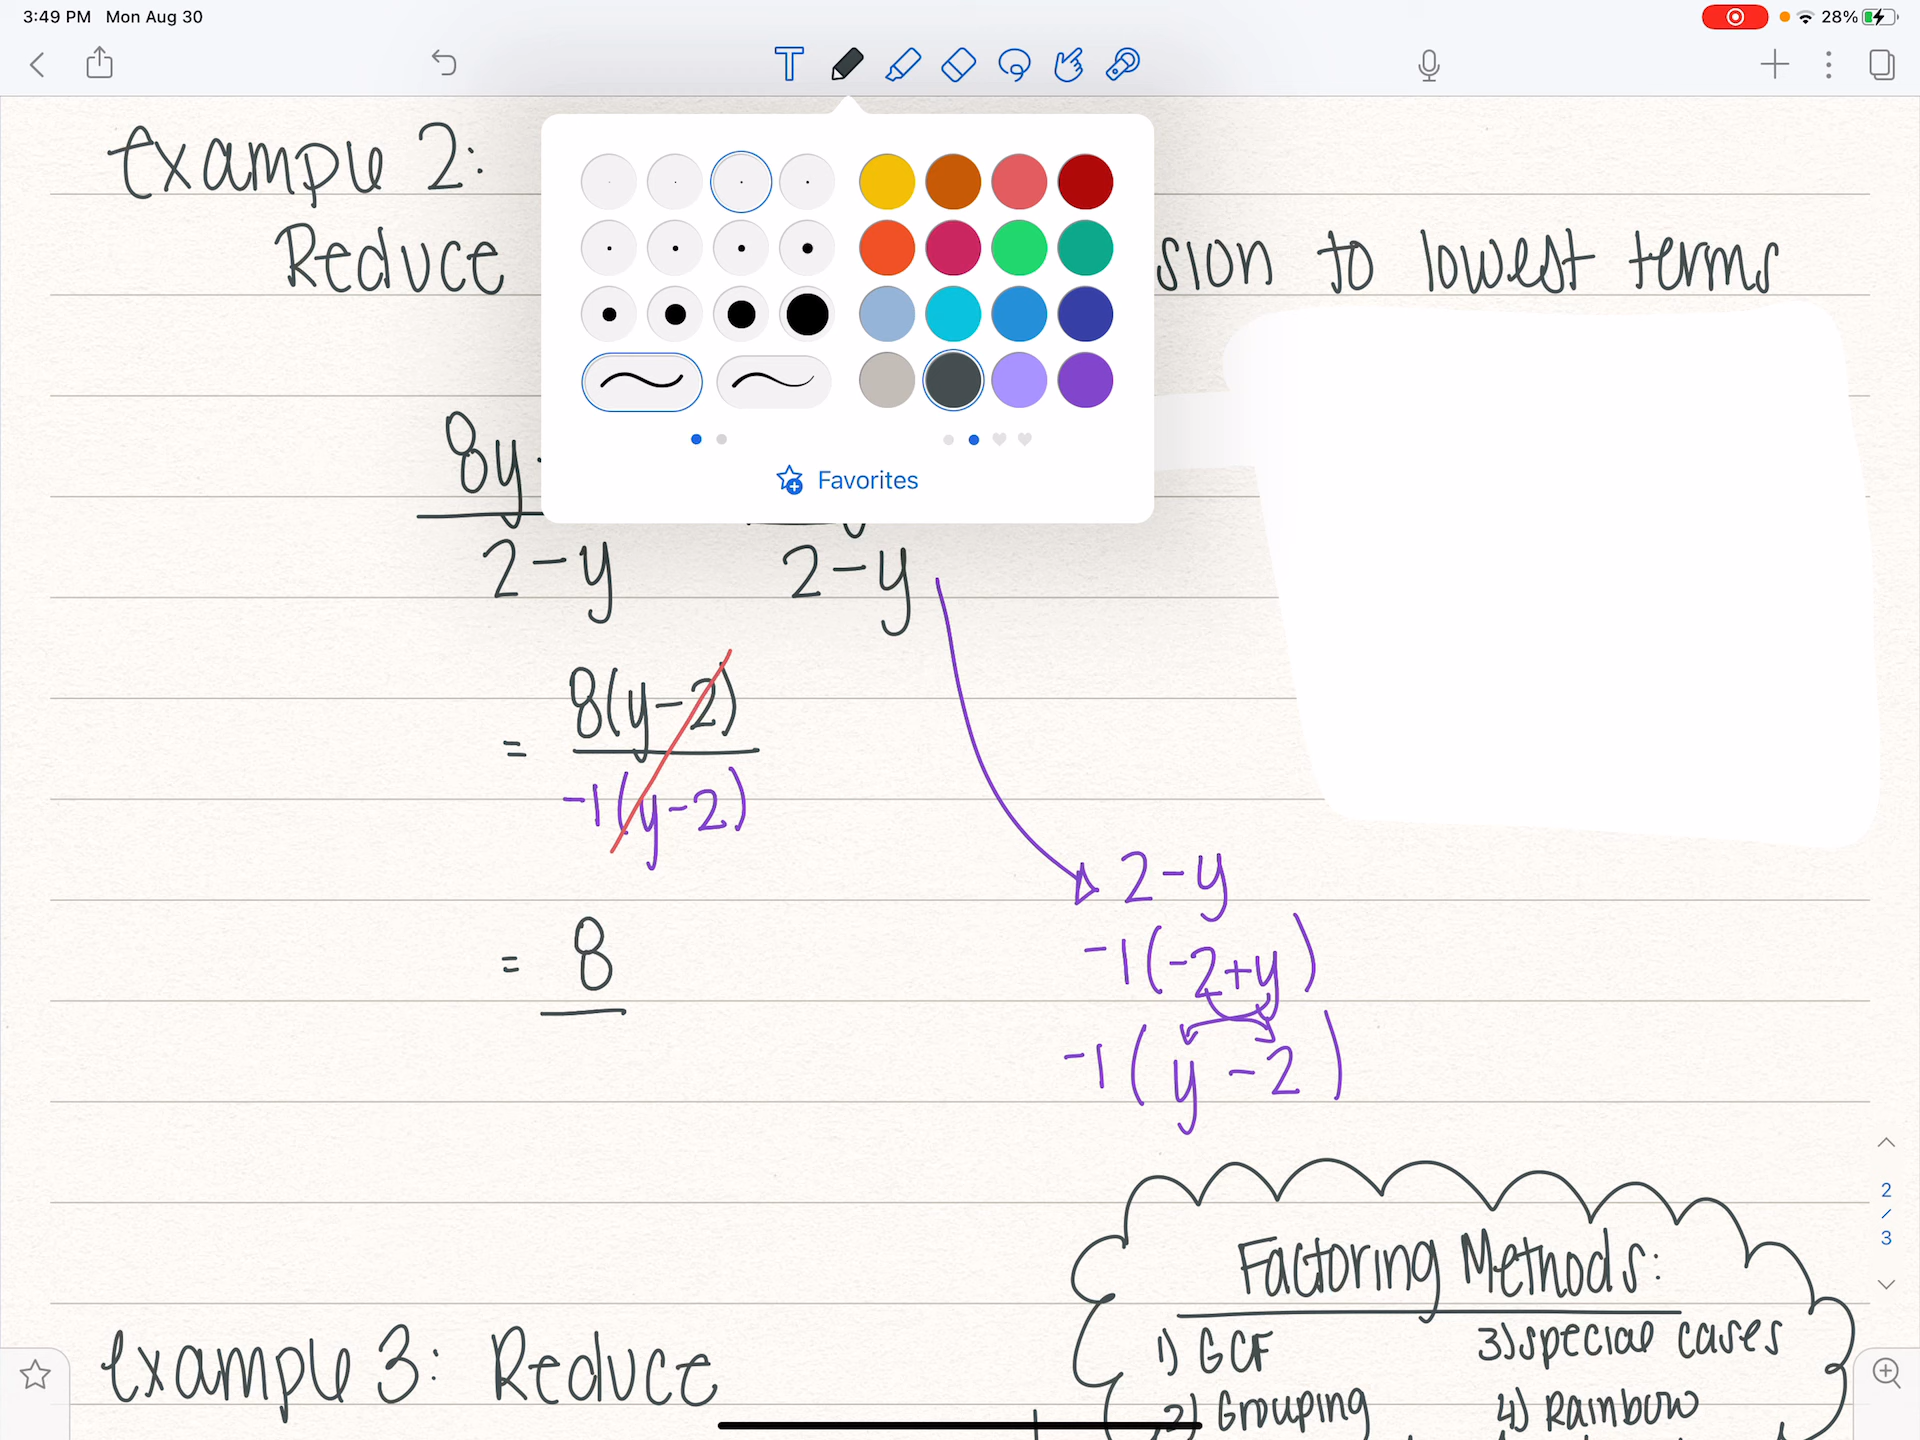 3:49 PM Mon Aug 30 28%
T
Example 2:
Reduce sion to lowest terms
Favorites
8y
2-y 2-y
= 8(y-2)
-1(y-2)
2-y
-1(-2+y)
= 8
-1(y-2)
2
/
3
Factoring Methods:
1) GCF 3) special cases
2) Grouping 4) Rainbow
Example 3: Reduce